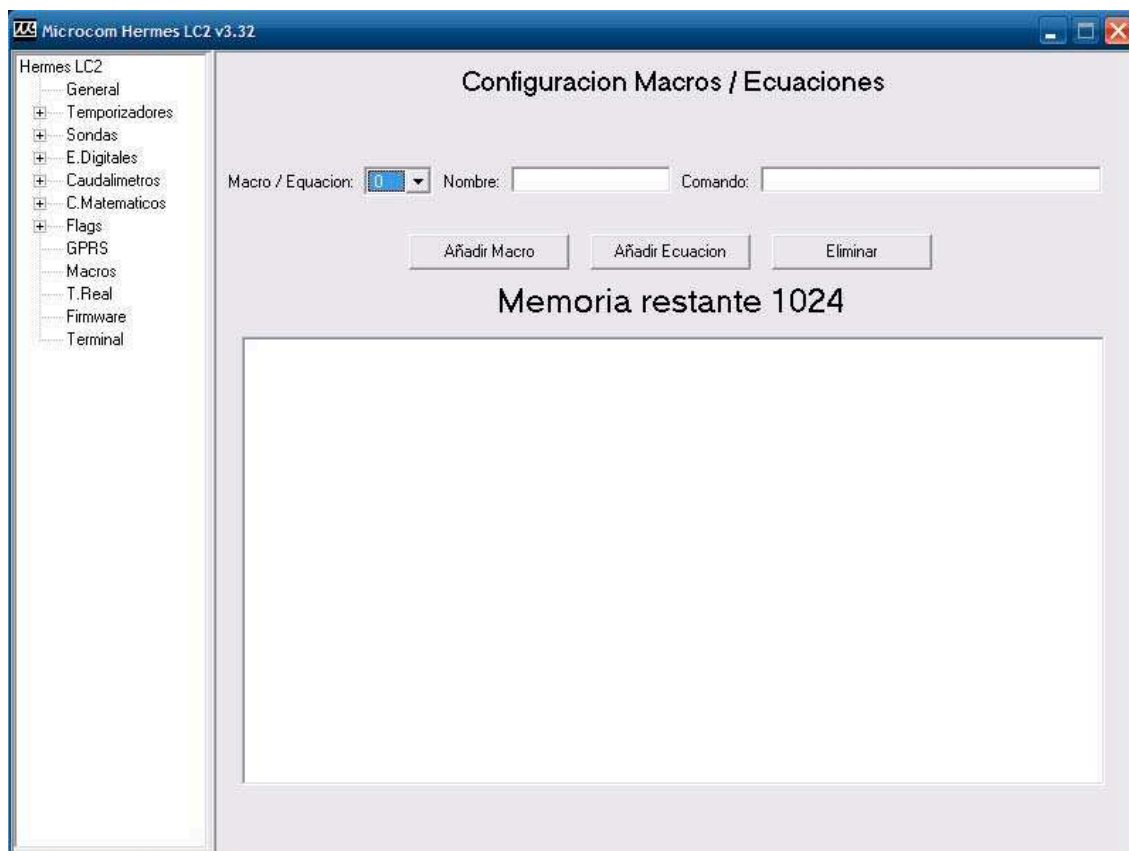 Microcom Hermes LC2 v3.32
Hermes LC2
General
Temporizadores
Sondas
E.Digitales
Caudalimetros
C.Matematicos
Flags
GPRS
Macros
T.Real
Firmware
Terminal
Configuracion Macros / Ecuaciones
Macro / Equacion: 0 Nombre: Comando:
Añadir Macro Añadir Ecuacion Eliminar
Memoria restante 1024